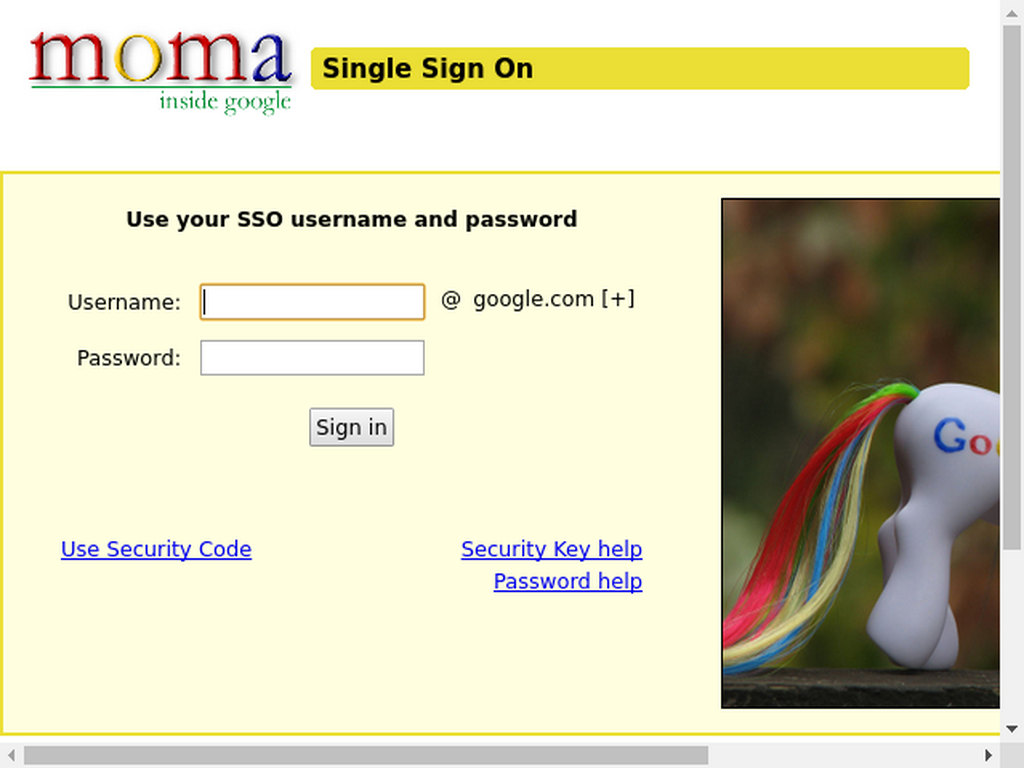 moma
inside google
Single Sign On
Use your SSO username and password
Username:
@ google.com [+]
Password:
Sign in
Use Security Code
Security Key help
Password help
Goo